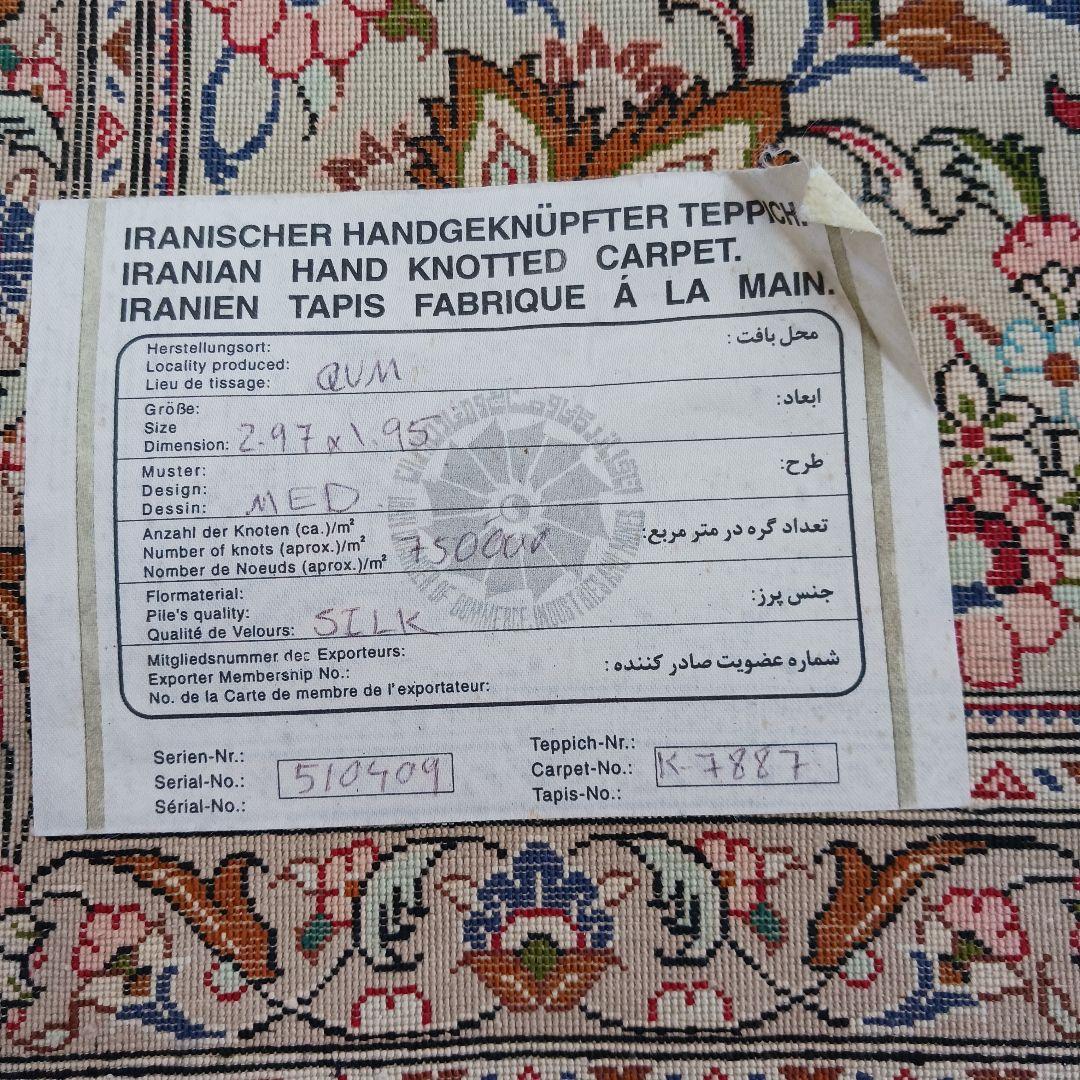 IRANISCHER HANDGEKNÜPFTER TEPPICH.
IRANIAN HAND KNOTTED CARPET.
IRANIEN TAPIS FABRIQUE Á LA MAIN.
Herstellungsort:
Locality produced:
Lieu de tissage: QUM
محل بافت :
Größe:
Size
Dimension: 2.97x1.95
ابعاد:
Muster:
Design:
Dessin: MED
طرح:
Anzahl der Knoten (ca.)/m²
Number of knots (aprox.)/m²
Nomber de Noeuds (aprox.)/m² 750000
تعداد گره در متر مربع:
Flormaterial:
Pile's quality:
Qualité de Velours: SILK
جنس پرز:
Mitgliedsnummer des Exporteurs:
Exporter Membership No.:
No. de la Carte de membre de l'exportateur:
شماره عضویت صادر کننده :
Serien-Nr.:
Serial-No.: 510409
Sérial-No.:
Teppich-Nr.:
Carpet-No.: K-7887
Tapis-No.: